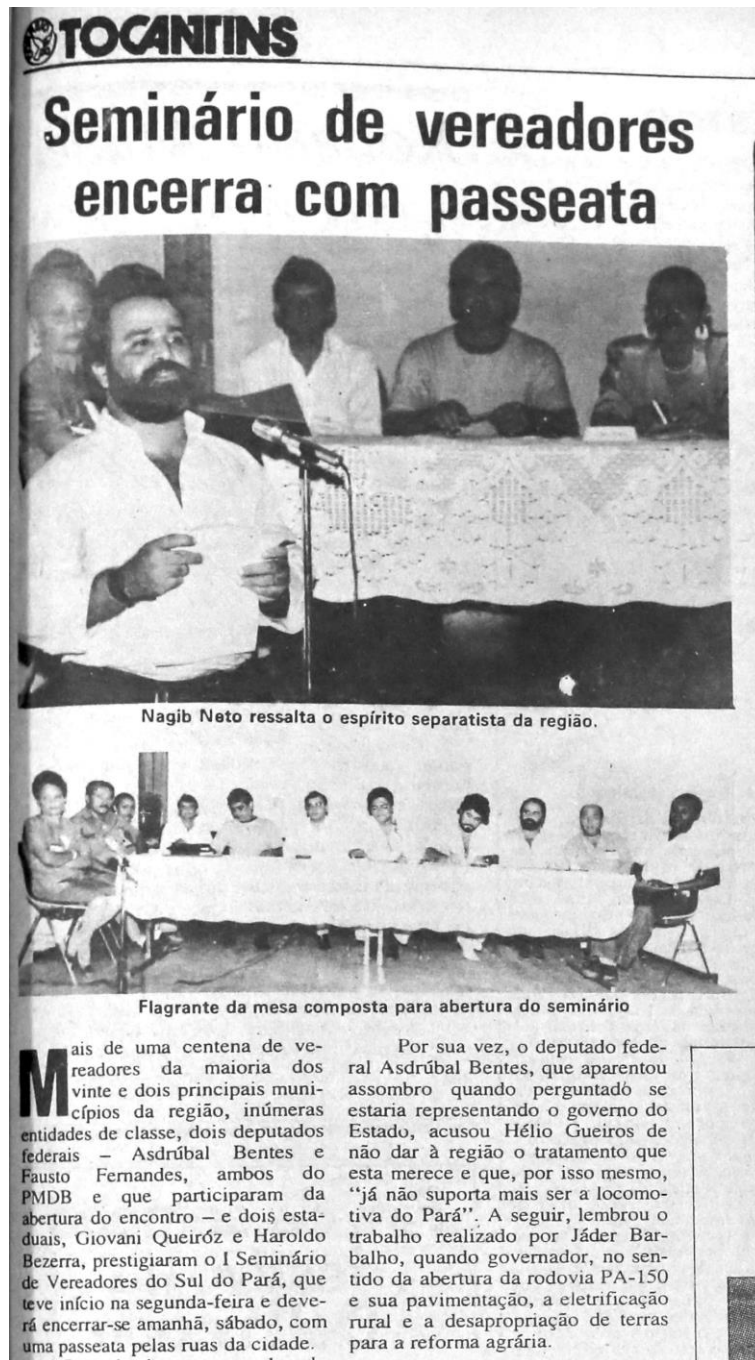 TOCANTINS
Seminário de vereadores
encerra com passeata
Nagib Neto ressalta o espírito separatista da região.
Flagrante da mesa composta para abertura do seminário
Mais de uma centena de ve-
readores da maioria dos
vinte e dois principais muni-
cípios da região, inúmeras
entidades de classe, dois deputados
federais – Asdrúbal Bentes e
Fausto Fernandes, ambos do
PMDB e que participaram da
abertura do encontro – e dois esta-
duais, Giovani Queiróz e Haroldo
Bezerra, prestigiaram o I Seminário
de Vereadores do Sul do Pará, que
teve início na segunda-feira e deve-
rá encerrar-se amanhã, sábado, com
uma passeata pelas ruas da cidade.
Por sua vez, o deputado fede-
ral Asdrúbal Bentes, que aparentou
assombro quando perguntado se
estaria representando o governo do
Estado, acusou Hélio Gueiros de
não dar à região o tratamento que
esta merece e que, por isso mesmo,
“já não suporta mais ser a locomo-
tiva do Pará”. A seguir, lembrou o
trabalho realizado por Jáder Bar-
balho, quando governador, no sen-
tido da abertura da rodovia PA-150
e sua pavimentação, a eletrificação
rural e a desapropriação de terras
para a reforma agrária.